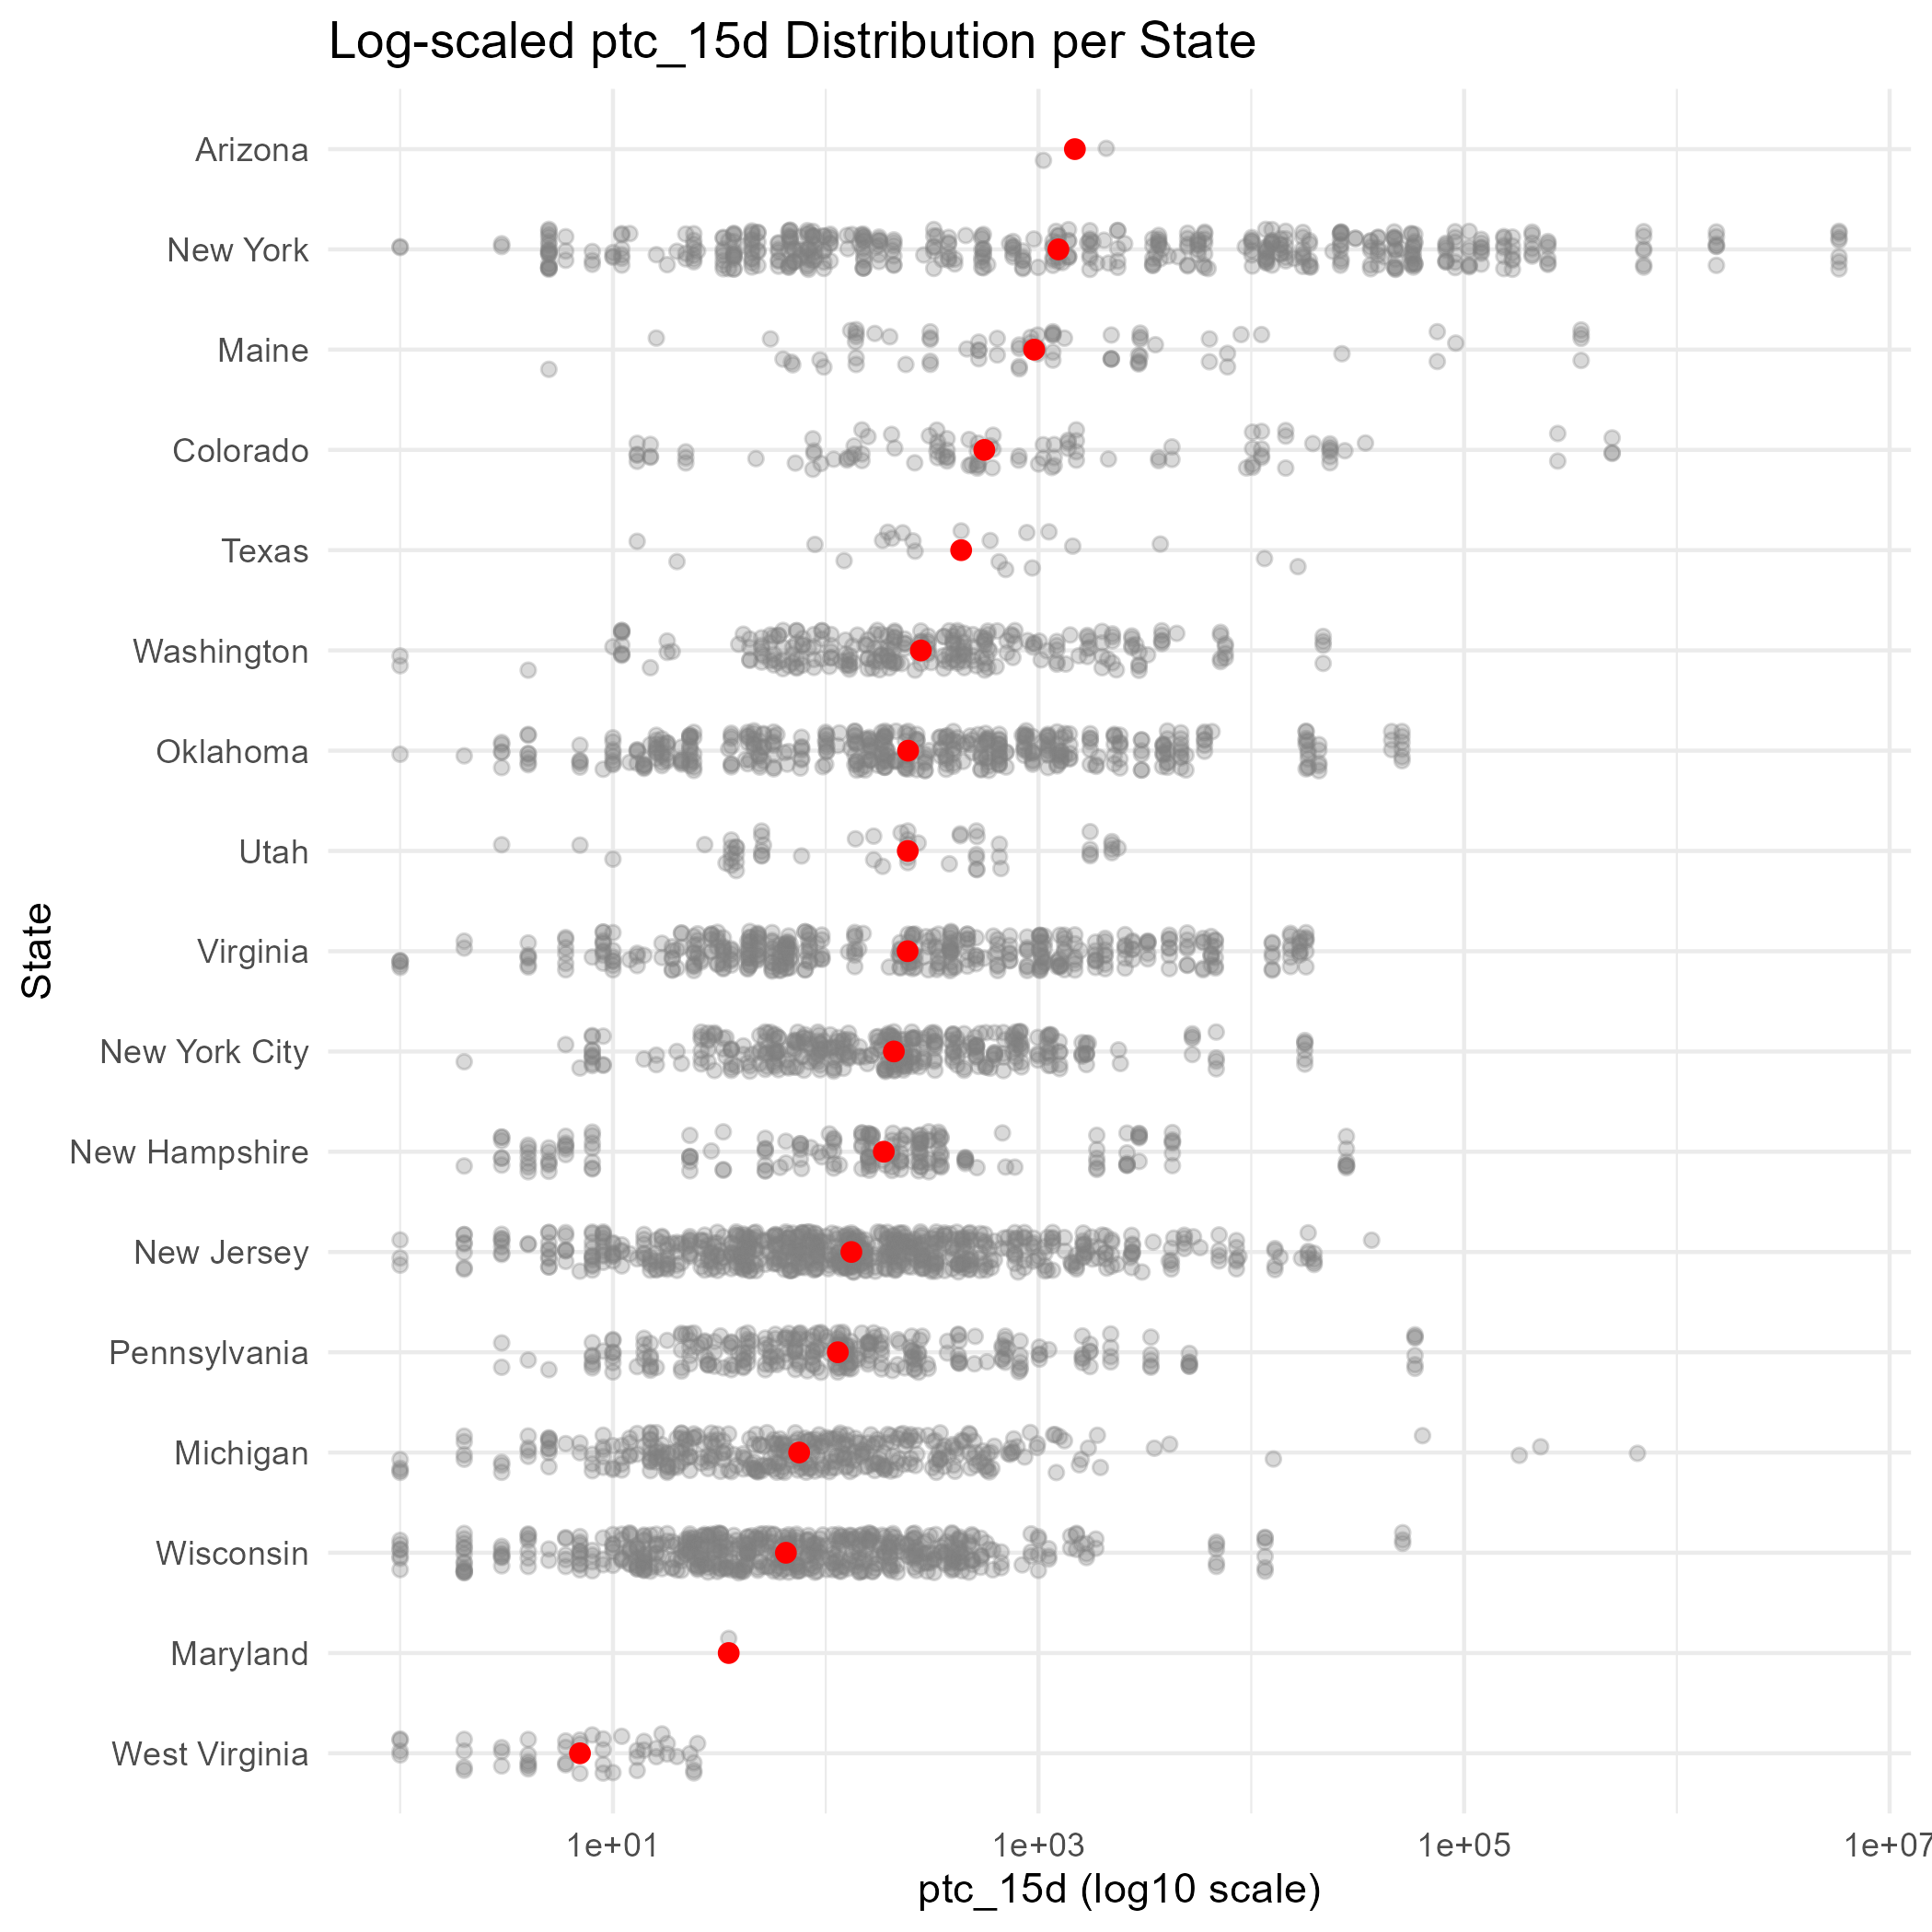 Log-scaled ptc_15d Distribution per State
Arizona
New York
Maine
Colorado
Texas
Washington
Oklahoma
Utah
Virginia
New York City
New Hampshire
New Jersey
Pennsylvania
Michigan
Wisconsin
Maryland
West Virginia
State
1e+01 1e+03 1e+05 1e+07
ptc_15d (log10 scale)